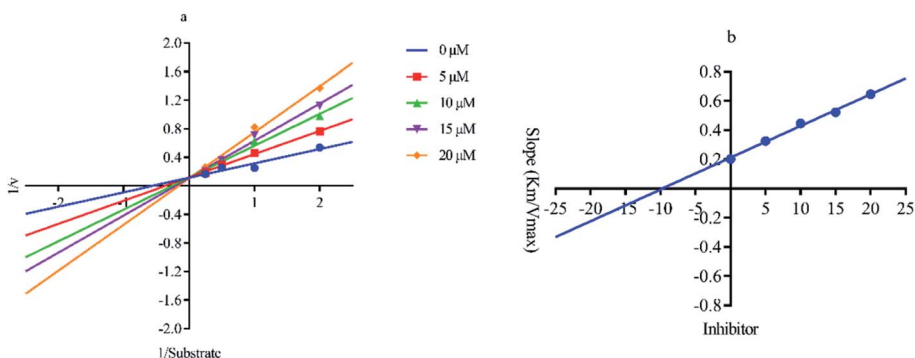 a
2.0
1.6
1.2
0.8
0.4
-2
-1
1
2
-0.4
-0.8
-1.2
-1.6
-2.0
1/v
1/Substrate
0 μM
5 μM
10 μM
15 μM
20 μM
b
0.8
0.6
0.4
0.2
-25
-20
-15
-10
-5
5
10
15
20
25
-0.2
-0.4
-0.6
-0.8
Slope (Km/Vmax)
Inhibitor